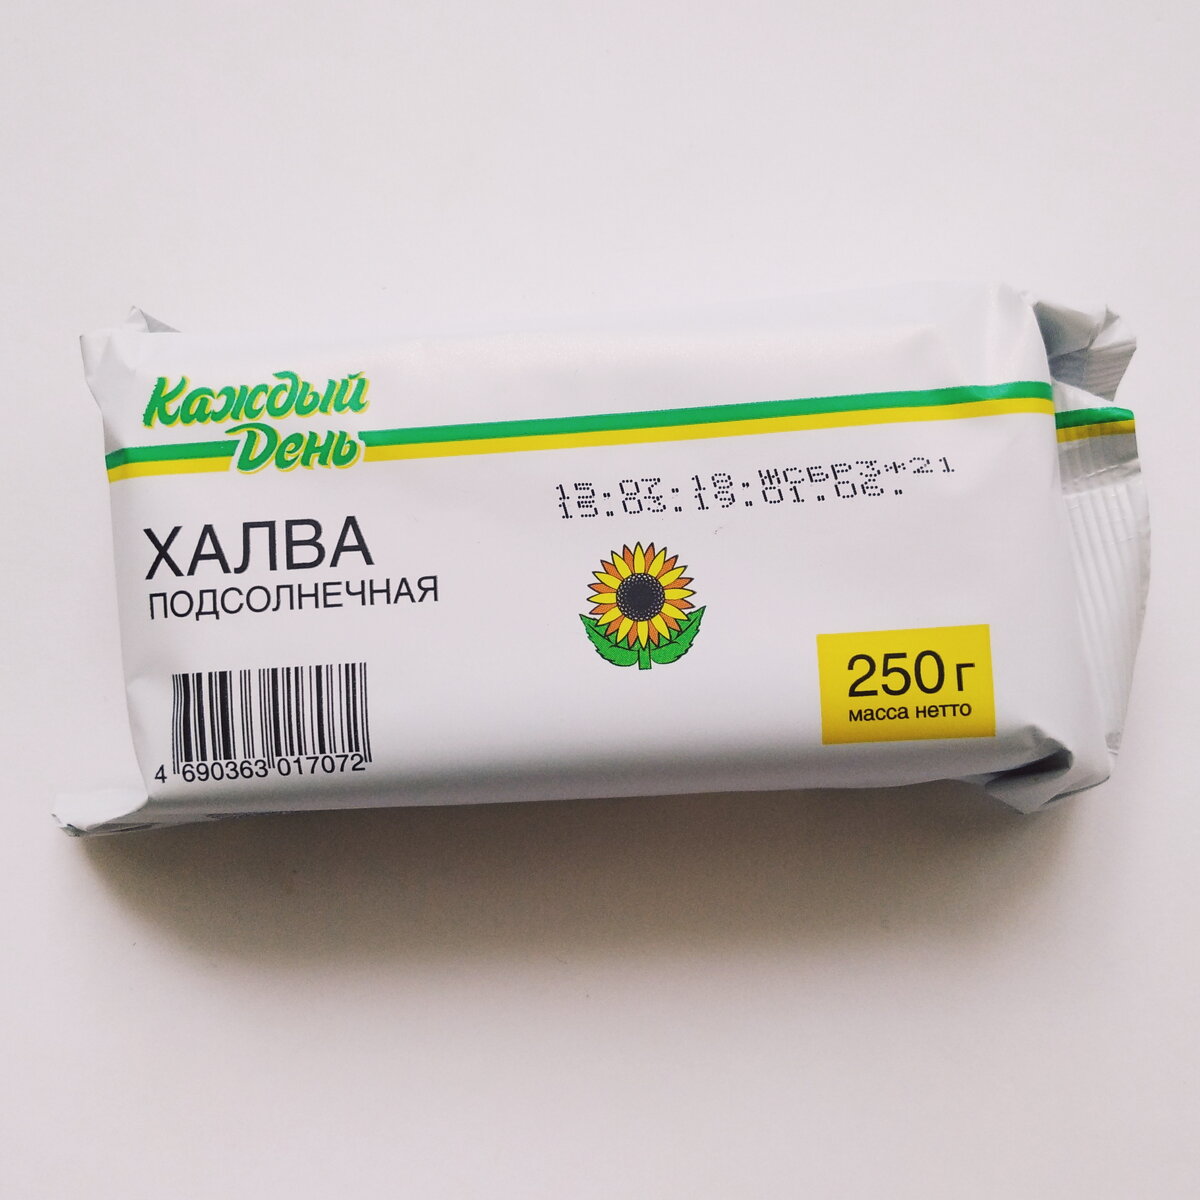 Каждый
День
15.07.18.ЖСБР3*21
15.03.19.01.06.
ХАЛВА
ПОДСОЛНЕЧНАЯ
250 г
масса нетто
4 690363 017072